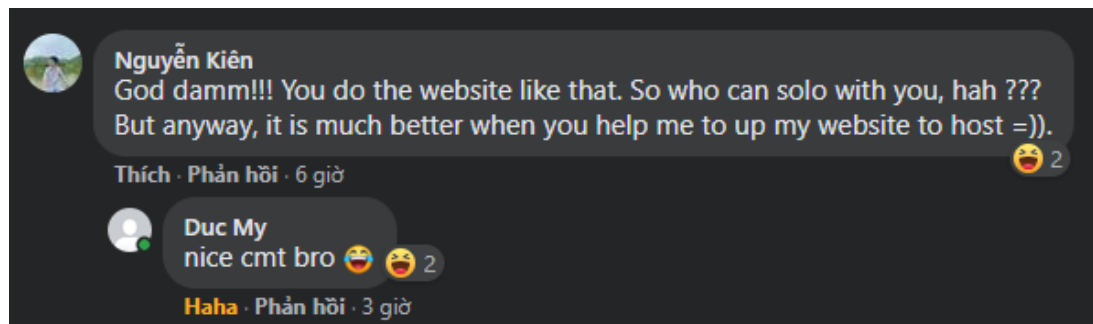 Nguyễn Kiên
God damm!!! You do the website like that. So who can solo with you, hah ???
But anyway, it is much better when you help me to up my website to host =)).
2
Thích · Phản hồi · 6 giờ
Duc My
nice cmt bro 😂 2
Haha · Phản hồi · 3 giờ